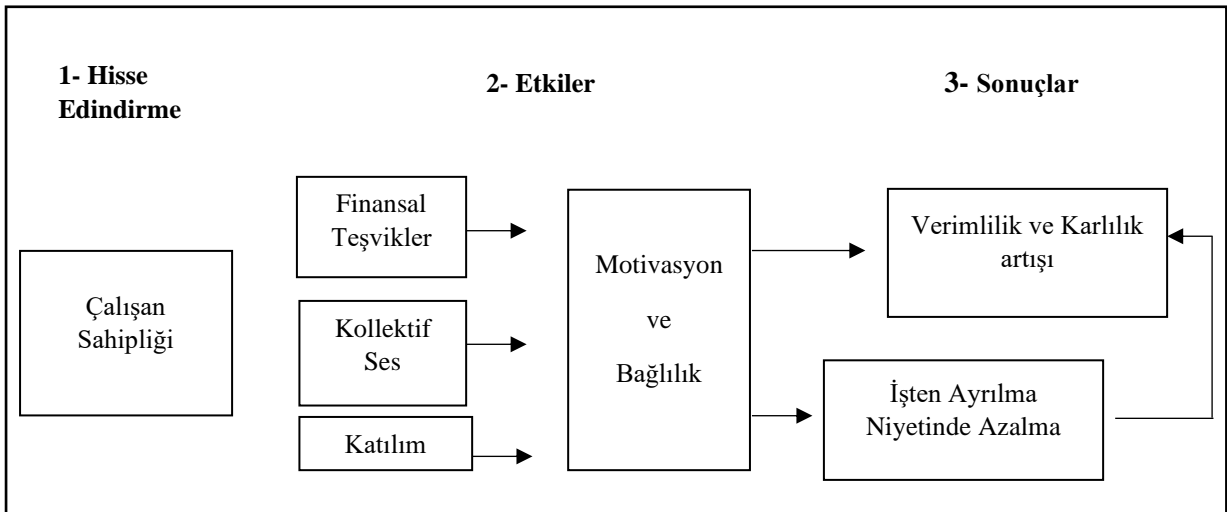 1- Hisse
Edindirme
2- Etkiler
3- Sonuçlar
Çalışan
Sahipliği
Finansal
Teşvikler
Kollektif
Ses
Katılım
Motivasyon
ve
Bağlılık
Verimlilik ve Karlılık
artışı
İşten Ayrılma
Niyetinde Azalma